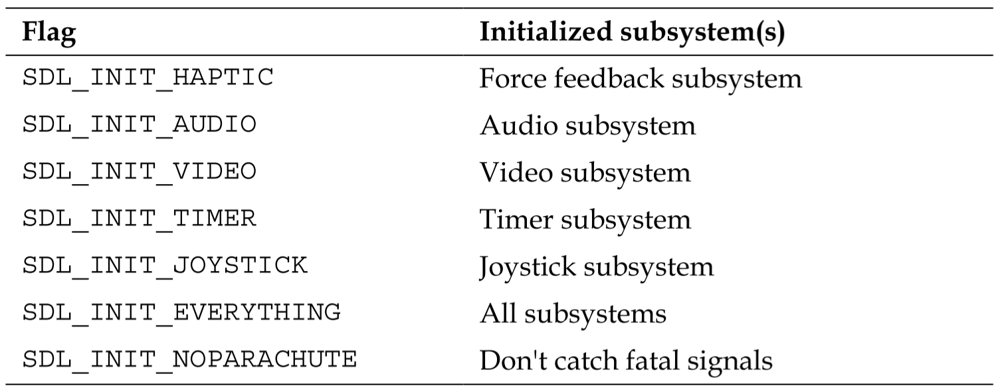 Flag Initialized subsystem(s)
SDL_INIT_HAPTIC Force feedback subsystem
SDL_INIT_AUDIO Audio subsystem
SDL_INIT_VIDEO Video subsystem
SDL_INIT_TIMER Timer subsystem
SDL_INIT_JOYSTICK Joystick subsystem
SDL_INIT_EVERYTHING All subsystems
SDL_INIT_NOPARACHUTE Don't catch fatal signals